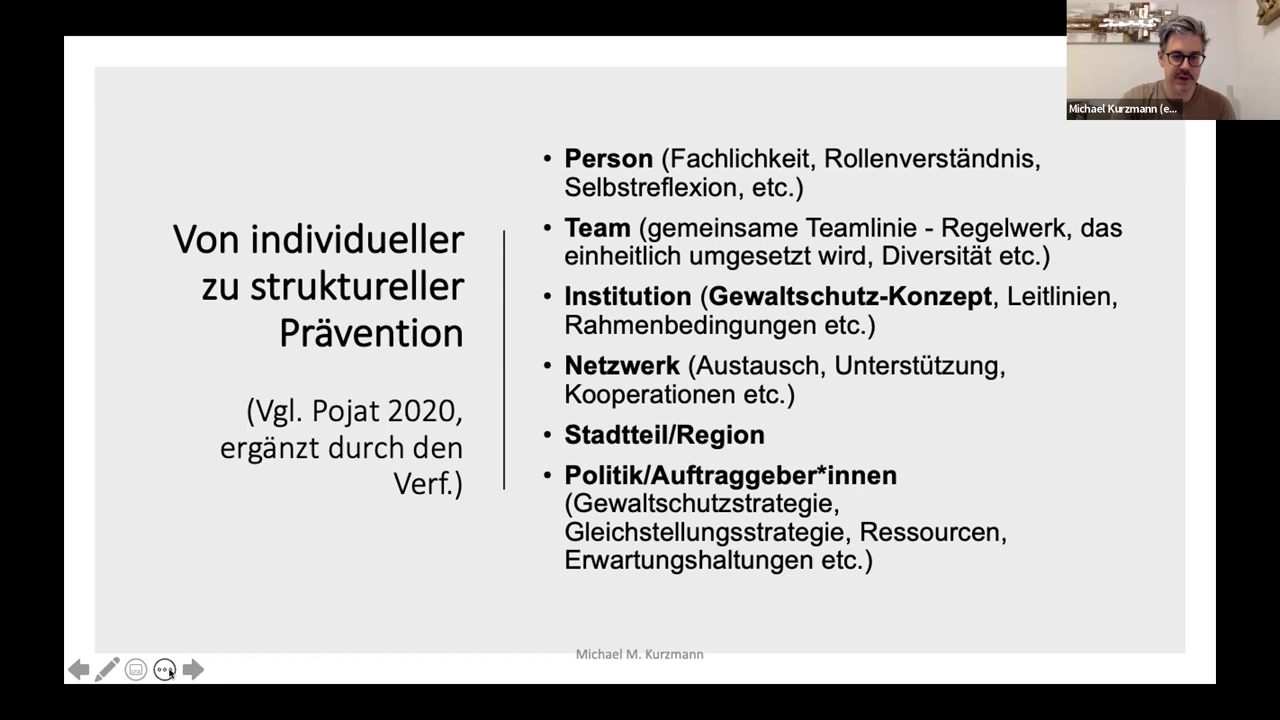 Michael Kurzmann (e...
Von individueller
zu struktureller
Prävention
(Vgl. Pojat 2020,
ergänzt durch den
Verf.)
• Person (Fachlichkeit, Rollenverständnis,
Selbstreflexion, etc.)
• Team (gemeinsame Teamlinie - Regelwerk, das
einheitlich umgesetzt wird, Diversität etc.)
• Institution (Gewaltschutz-Konzept, Leitlinien,
Rahmenbedingungen etc.)
• Netzwerk (Austausch, Unterstützung,
Kooperationen etc.)
• Stadtteil/Region
• Politik/Auftraggeber*innen
(Gewaltschutzstrategie,
Gleichstellungsstrategie, Ressourcen,
Erwartungshaltungen etc.)
Michael M. Kurzmann